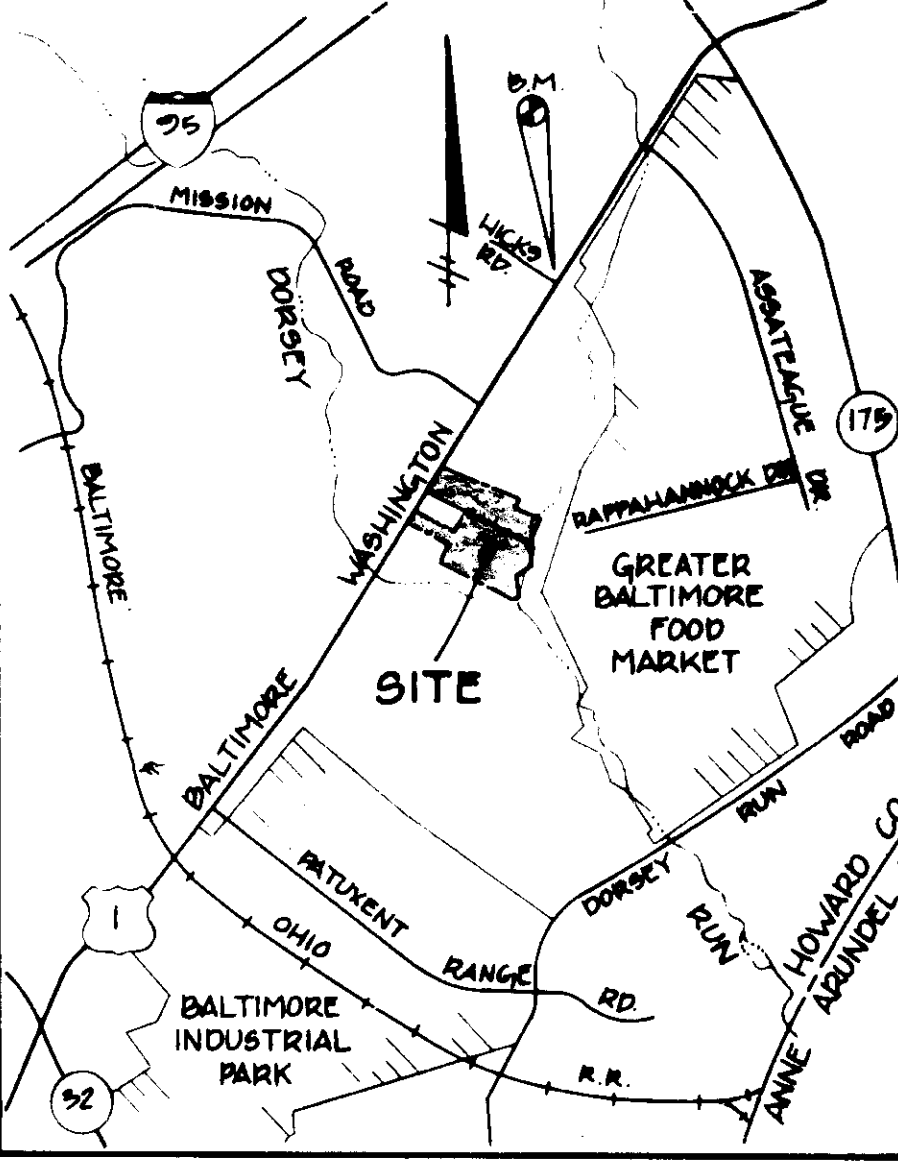 B.M.
95
MISSION
ROAD
HICKS
RD.
DORSEY
ASSATEAGUE
DR.
175
BALTIMORE
WASHINGTON
RAPPAHANNOCK DR.
GREATER
BALTIMORE
FOOD
MARKET
SITE
BALTIMORE
DORSEY
RUN
ROAD
PATUXENT
RANGE
RD.
1
OHIO
RUN
HOWARD CO.
ANNE ARUNDEL
BALTIMORE
INDUSTRIAL
PARK
R.R.
32